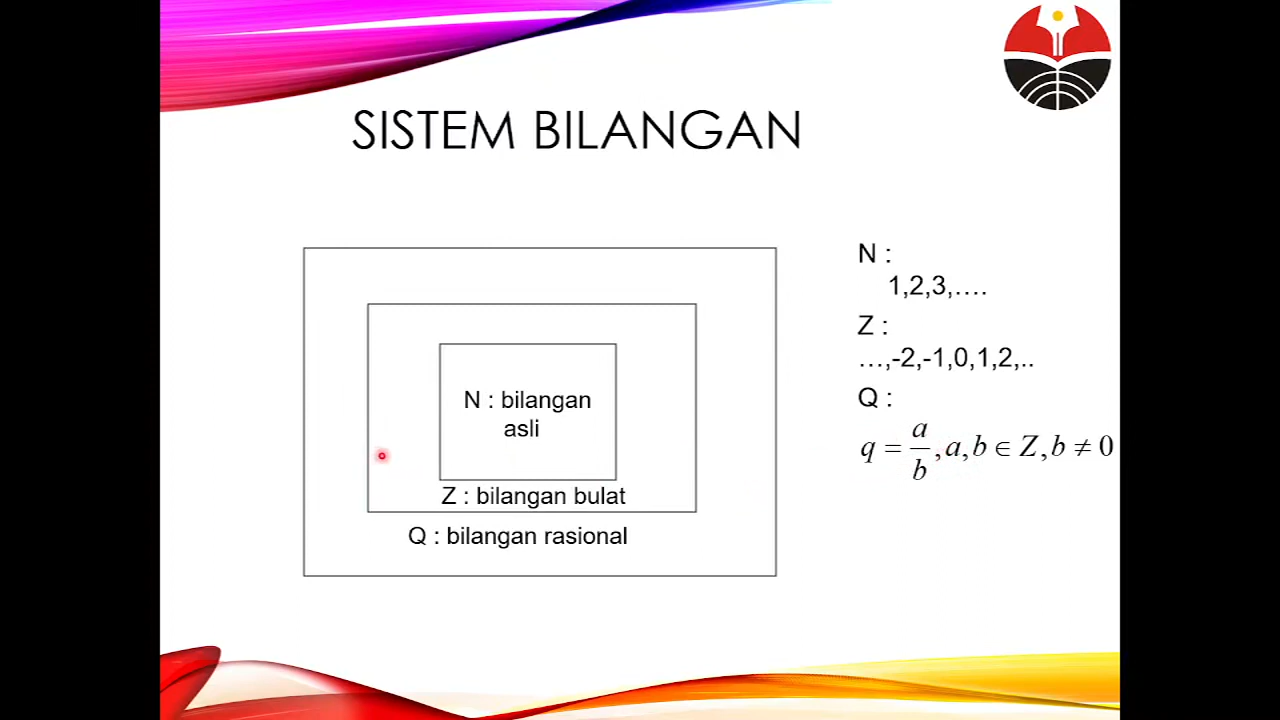 SISTEM BILANGAN
N : bilangan
asli
Z : bilangan bulat
Q : bilangan rasional
N :
1,2,3,….
Z :
…,-2,-1,0,1,2,..
Q :
q = a/b, a,b ∈ Z, b ≠ 0